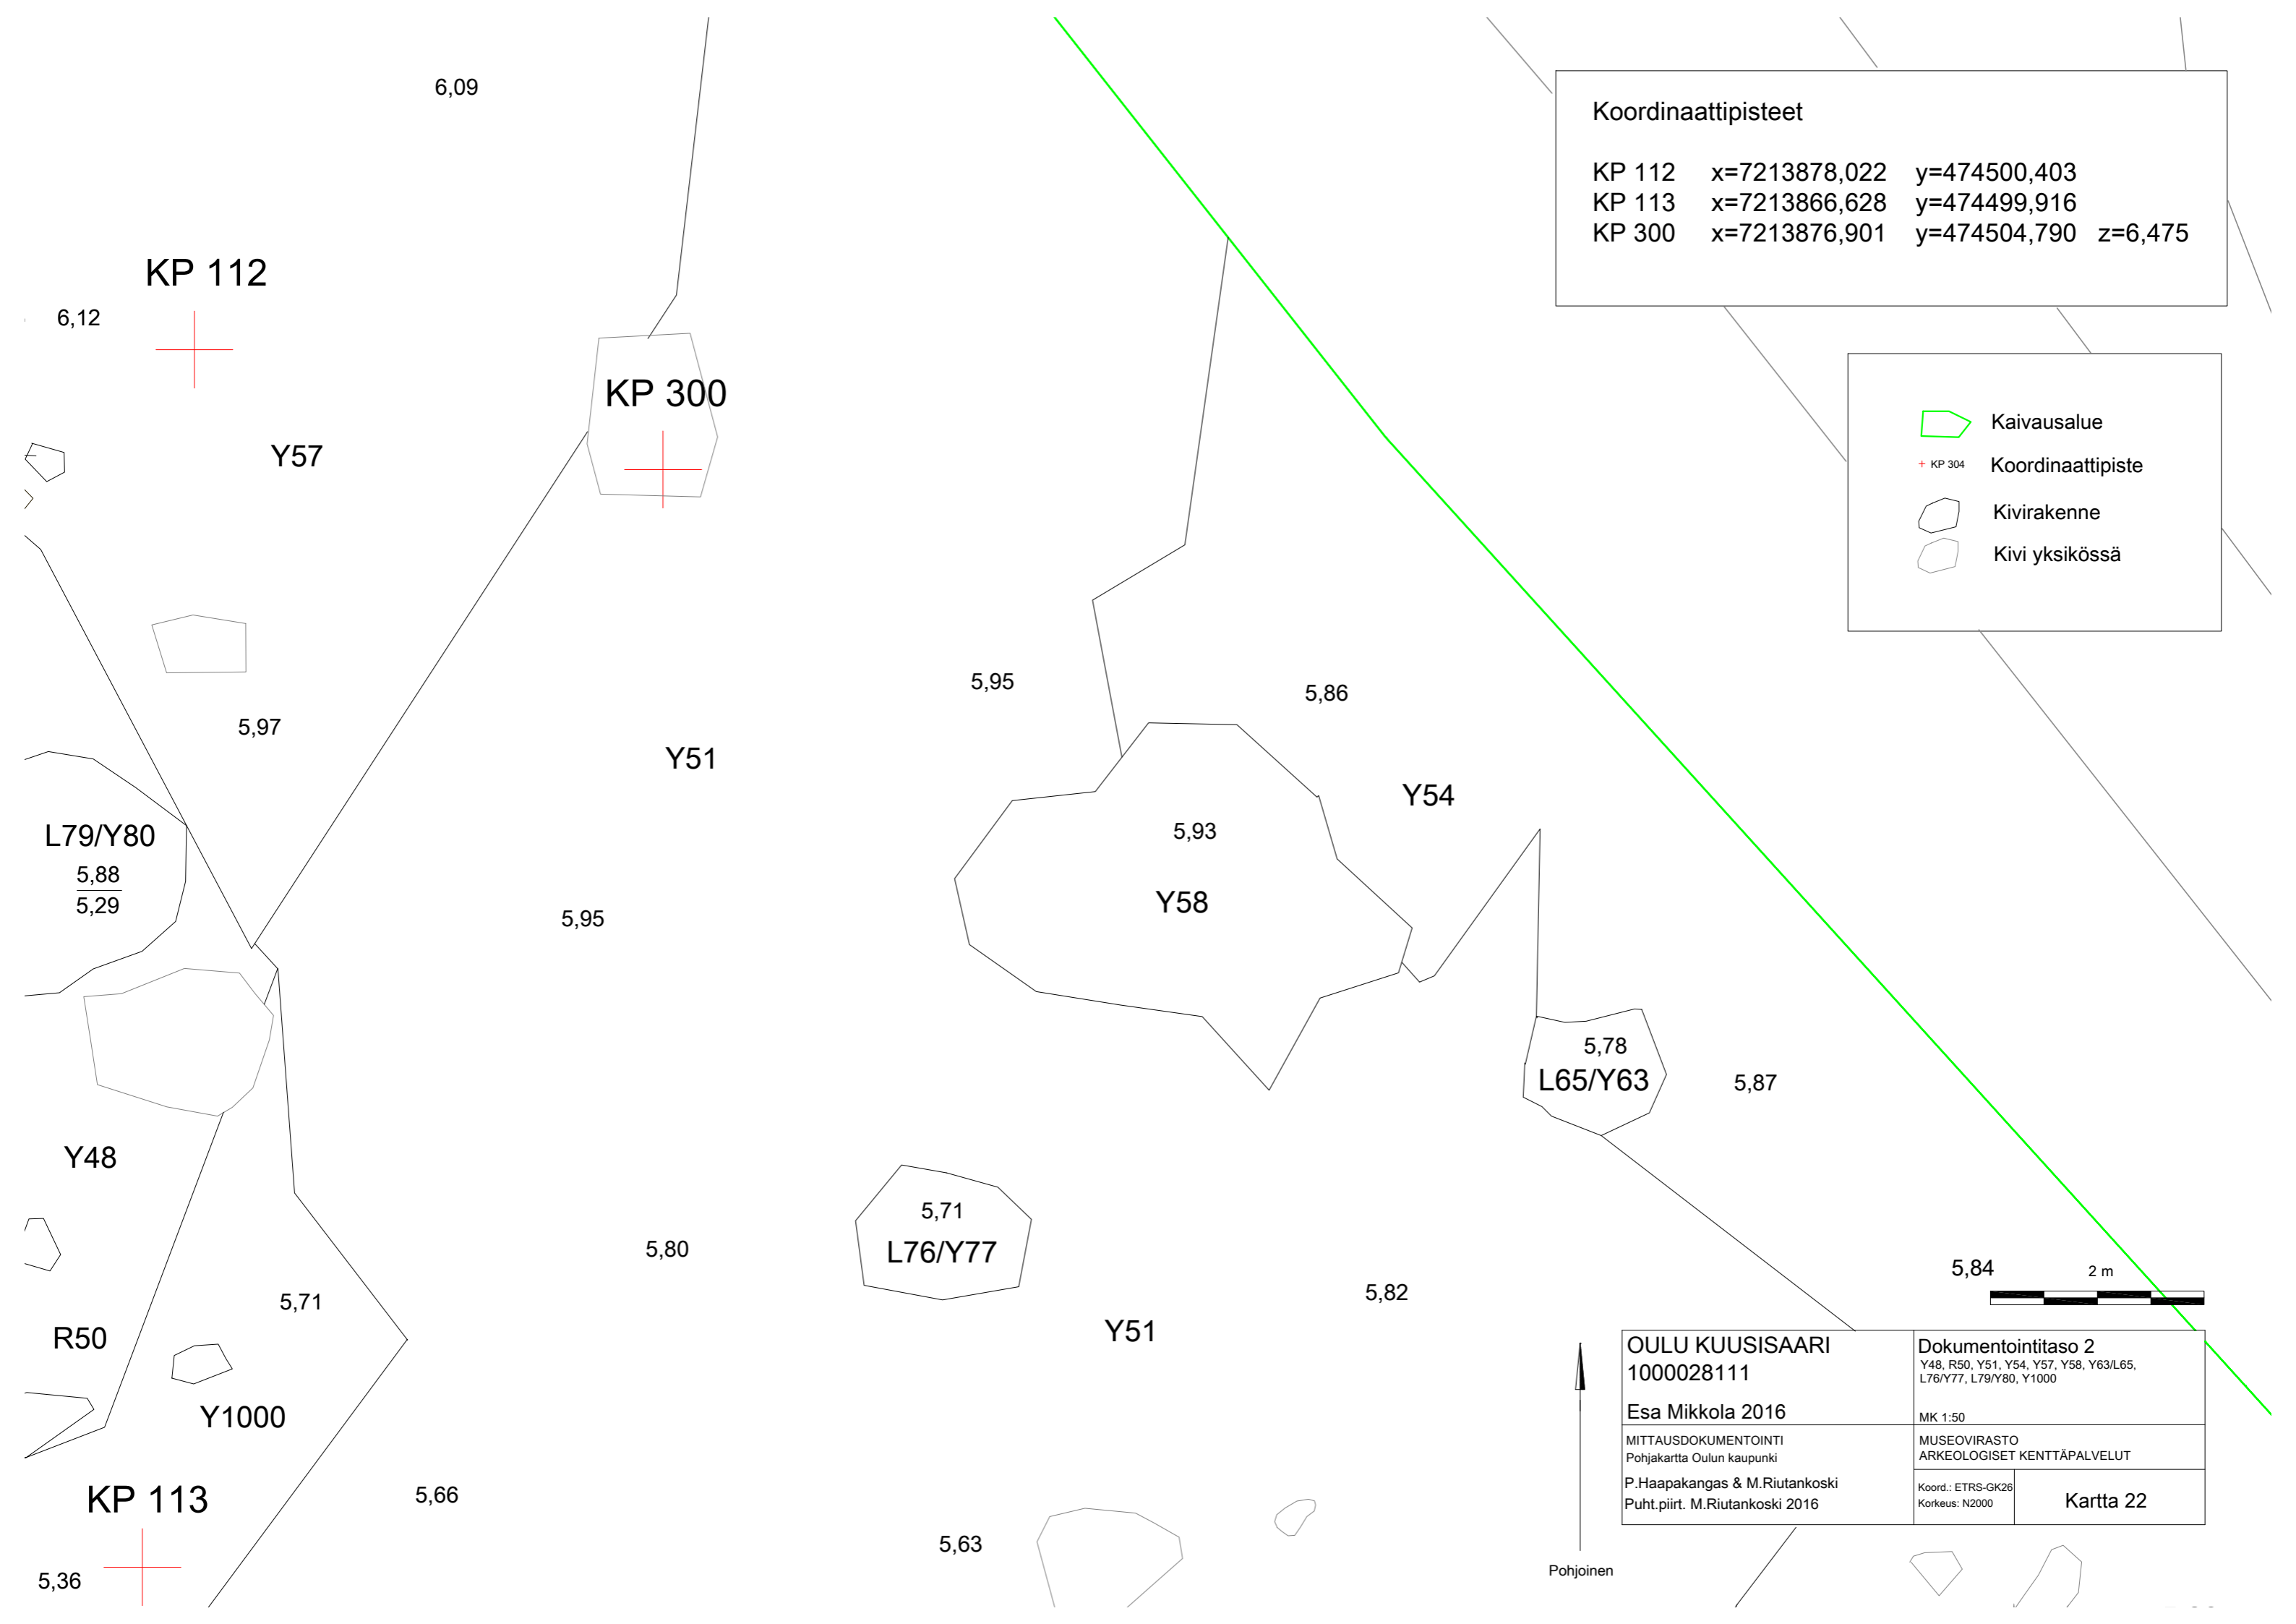 6,09
Koordinaattipisteet
KP 112 x=7213878,022 y=474500,403
KP 113 x=7213866,628 y=474499,916
KP 300 x=7213876,901 y=474504,790 z=6,475
KP 112
6,12
KP 300
Kaivausalue
Y57
KP 304 Koordinaattipiste
Kivirakenne
Kivi yksikössä
5,95
5,86
5,97
Y51
Y54
L79/Y80
5,88
5,29
5,93
Y58
5,95
5,78
L65/Y63
5,87
Y48
5,71
L76/Y77
5,80
5,84
2 m
5,82
5,71
Y51
R50
Y1000
OULU KUUSISAARI
1000028111
Esa Mikkola 2016
Dokumentointitaso 2
Y48, R50, Y51, Y54, Y57, Y58, Y63/L65,
L76/Y77, L79/Y80, Y1000
MK 1:50
MITTAUSDOKUMENTOINTI
Pohjakartta Oulun kaupunki
P.Haapakangas & M.Riutankoski
Puht.piirt. M.Riutankoski 2016
MUSEOVIRASTO
ARKEOLOGISET KENTTÄPALVELUT
Koord.: ETRS-GK26
Korkeus: N2000
Kartta 22
KP 113
5,66
5,63
5,36
Pohjoinen